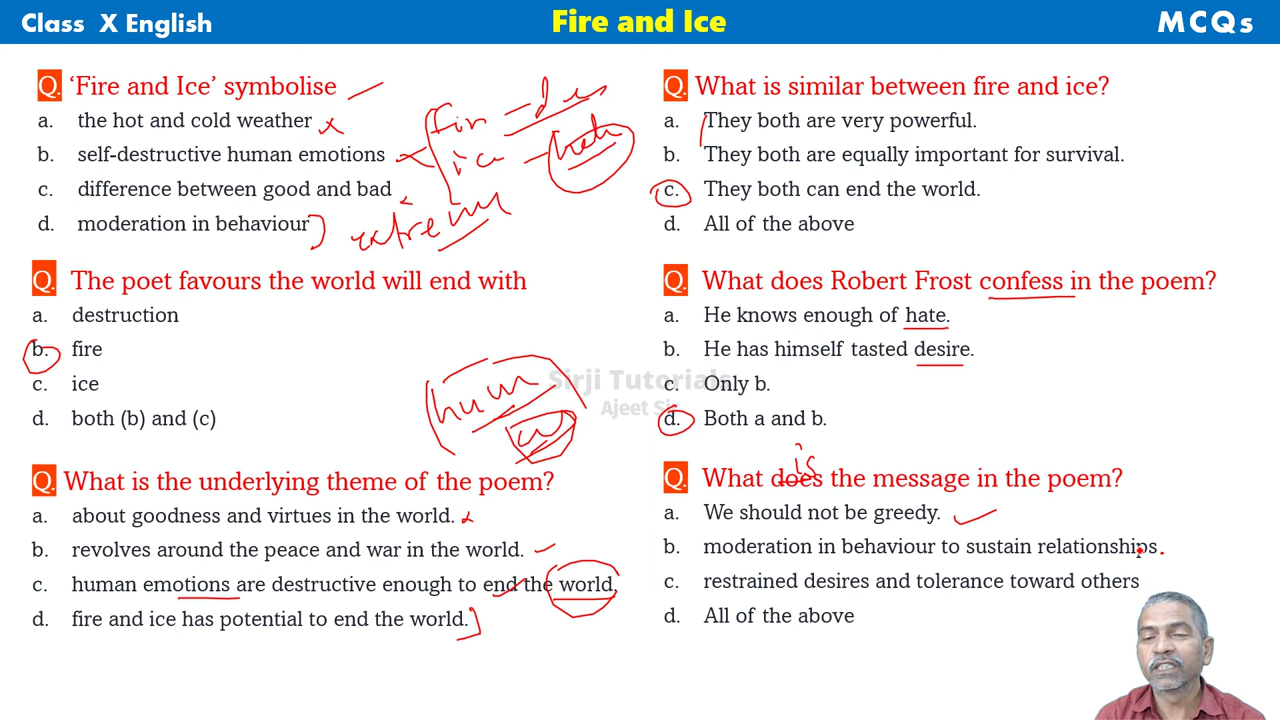 Class X English
Fire and Ice
MCQs
Q. ‘Fire and Ice’ symbolise
a. the hot and cold weather
b. self-destructive human emotions
c. difference between good and bad
d. moderation in behaviour
fir = des
ice - hate
extreme
Q. The poet favours the world will end with
a. destruction
b. fire
c. ice
d. both (b) and (c)
hum
w
Q. What is the underlying theme of the poem?
a. about goodness and virtues in the world.
b. revolves around the peace and war in the world.
c. human emotions are destructive enough to end the world.
d. fire and ice has potential to end the world.
Sirji Tutorials
Ajeet Sir
Q. What is similar between fire and ice?
a. They both are very powerful.
b. They both are equally important for survival.
c. They both can end the world.
d. All of the above
Q. What does Robert Frost confess in the poem?
a. He knows enough of hate.
b. He has himself tasted desire.
c. Only b.
d. Both a and b.
is
Q. What does the message in the poem?
a. We should not be greedy.
b. moderation in behaviour to sustain relationships.
c. restrained desires and tolerance toward others
d. All of the above